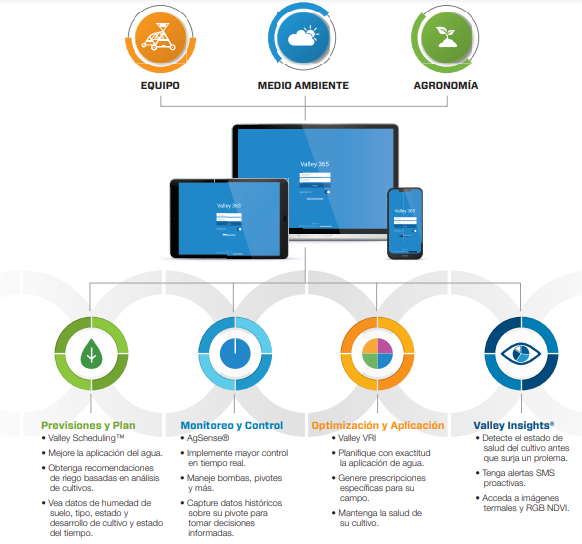 EQUIPO
MEDIO AMBIENTE
AGRONOMÍA
Valley 365
Valley 365
Valley 365
Previsiones y Plan
• Valley Scheduling™
• Mejore la aplicación del agua.
• Obtenga recomendaciones
de riego basadas en análisis
de cultivos.
• Vea datos de humedad de
suelo, tipo, estado y
desarrollo de cultivo y estado
del tiempo.
Monitoreo y Control
• AgSense®
• Implemente mayor control
en tiempo real.
• Maneje bombas, pivotes
y más.
• Capture datos históricos
sobre su pivote para
tomar decisiones
informadas.
Optimización y Aplicación
• Valley VRI
• Planifique con exactitud
la aplicación de agua.
• Genere prescripciones
específicas para su
campo.
• Mantenga la salud de
su cultivo.
Valley Insights®
• Detecte el estado de
salud del cultivo antes
que surja un prolema.
• Tenga alertas SMS
proactivas.
• Acceda a imágenes
termales y RGB NDVI.